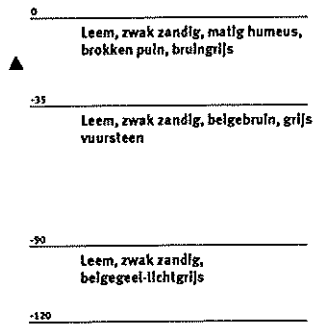 0
Leem, zwak zandig, matig humeus,
brokken puin, bruingrijs
-35
Leem, zwak zandig, beigebruin, grijs
vuursteen
-90
Leem, zwak zandig,
beigegeel-lichtgrijs
-120